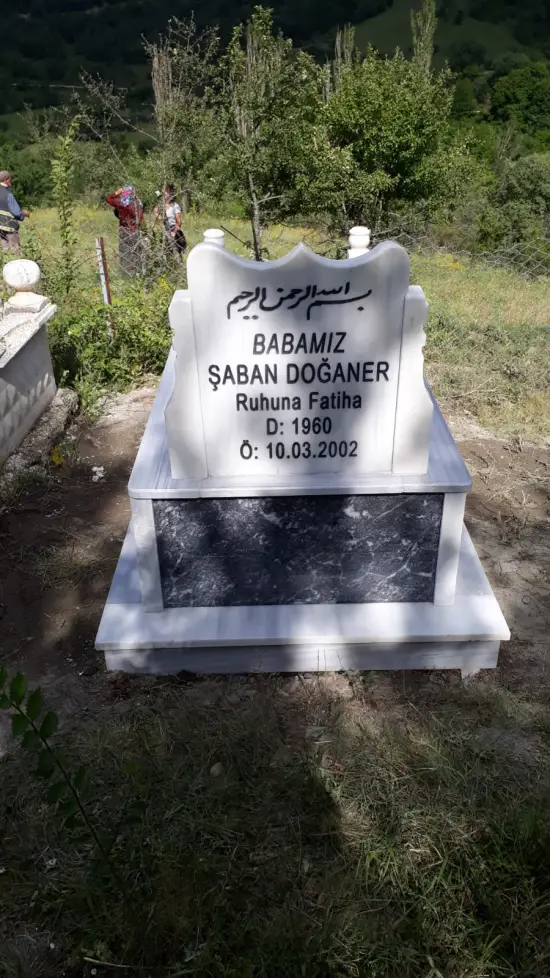 بسم الله الرحمن الرحيم
BABAMIZ
ŞABAN DOĞANER
Ruhuna Fatiha
D: 1960
Ö: 10.03.2002